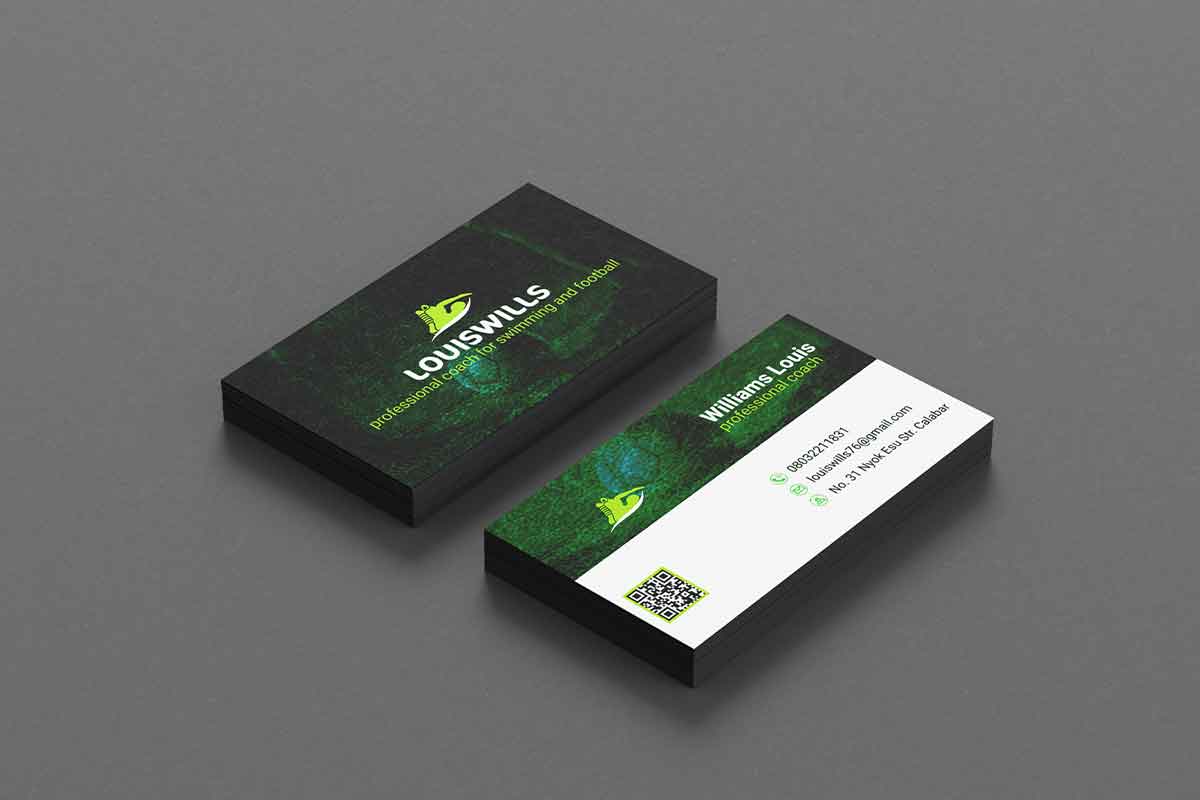 LOUISWILLS
professional coach for swimming and football
Williams Louis
professional coach
08032211831
louiswills76@gmail.com
No. 31 Nyok Esu Str. Calabar